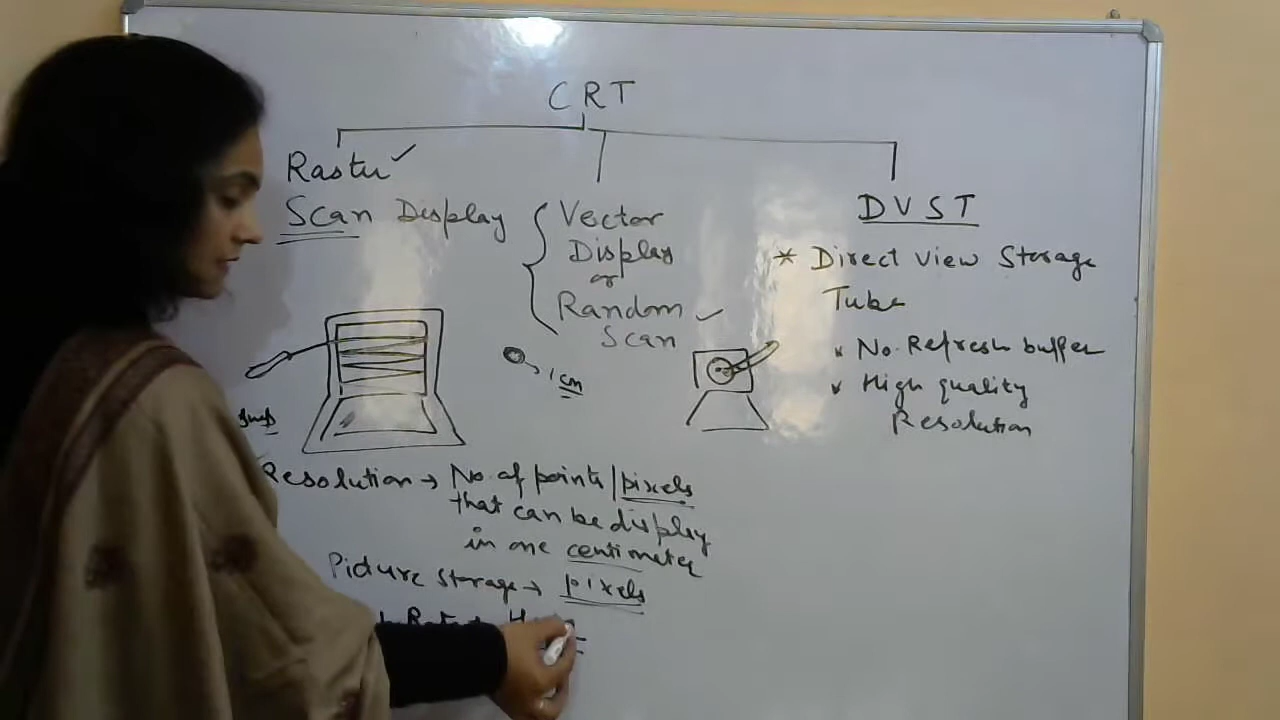 CRT
Raster
Scan Display
Vector
Display
or
Random
Scan
DVST
* Direct View Storage
Tube
No Refresh buffer
High quality
Resolution
1 cm
Resolution → No. of points/pixels
that can be display
in one centimeter
Picture storage → pixels
Rate →